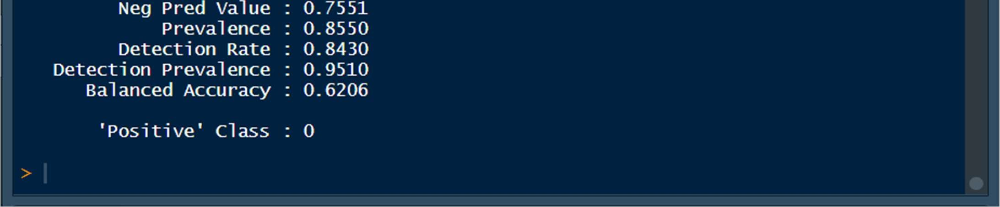 Neg Pred Value : 0.7551
Prevalence : 0.8550
Detection Rate : 0.8430
Detection Prevalence : 0.9510
Balanced Accuracy : 0.6206
'Positive' Class : 0
>